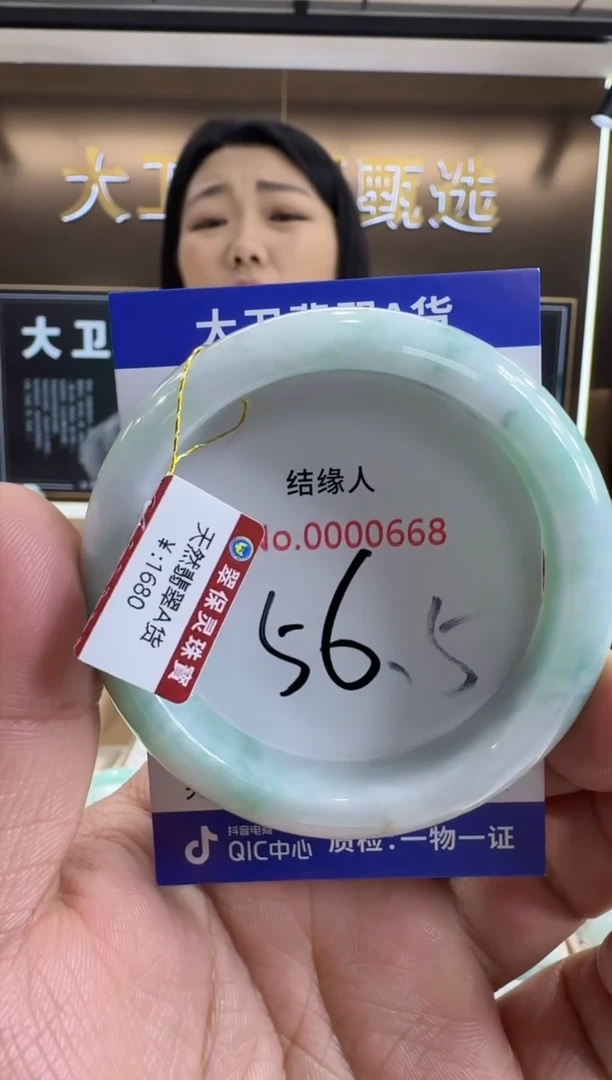 大卫
甄选
大卫
大卫翡翠A货
结缘人
No.0000668
56.5
翠保灵珠寶
天然翡翠A货
¥:1680
抖音电商
QIC中心
质检:一物一证